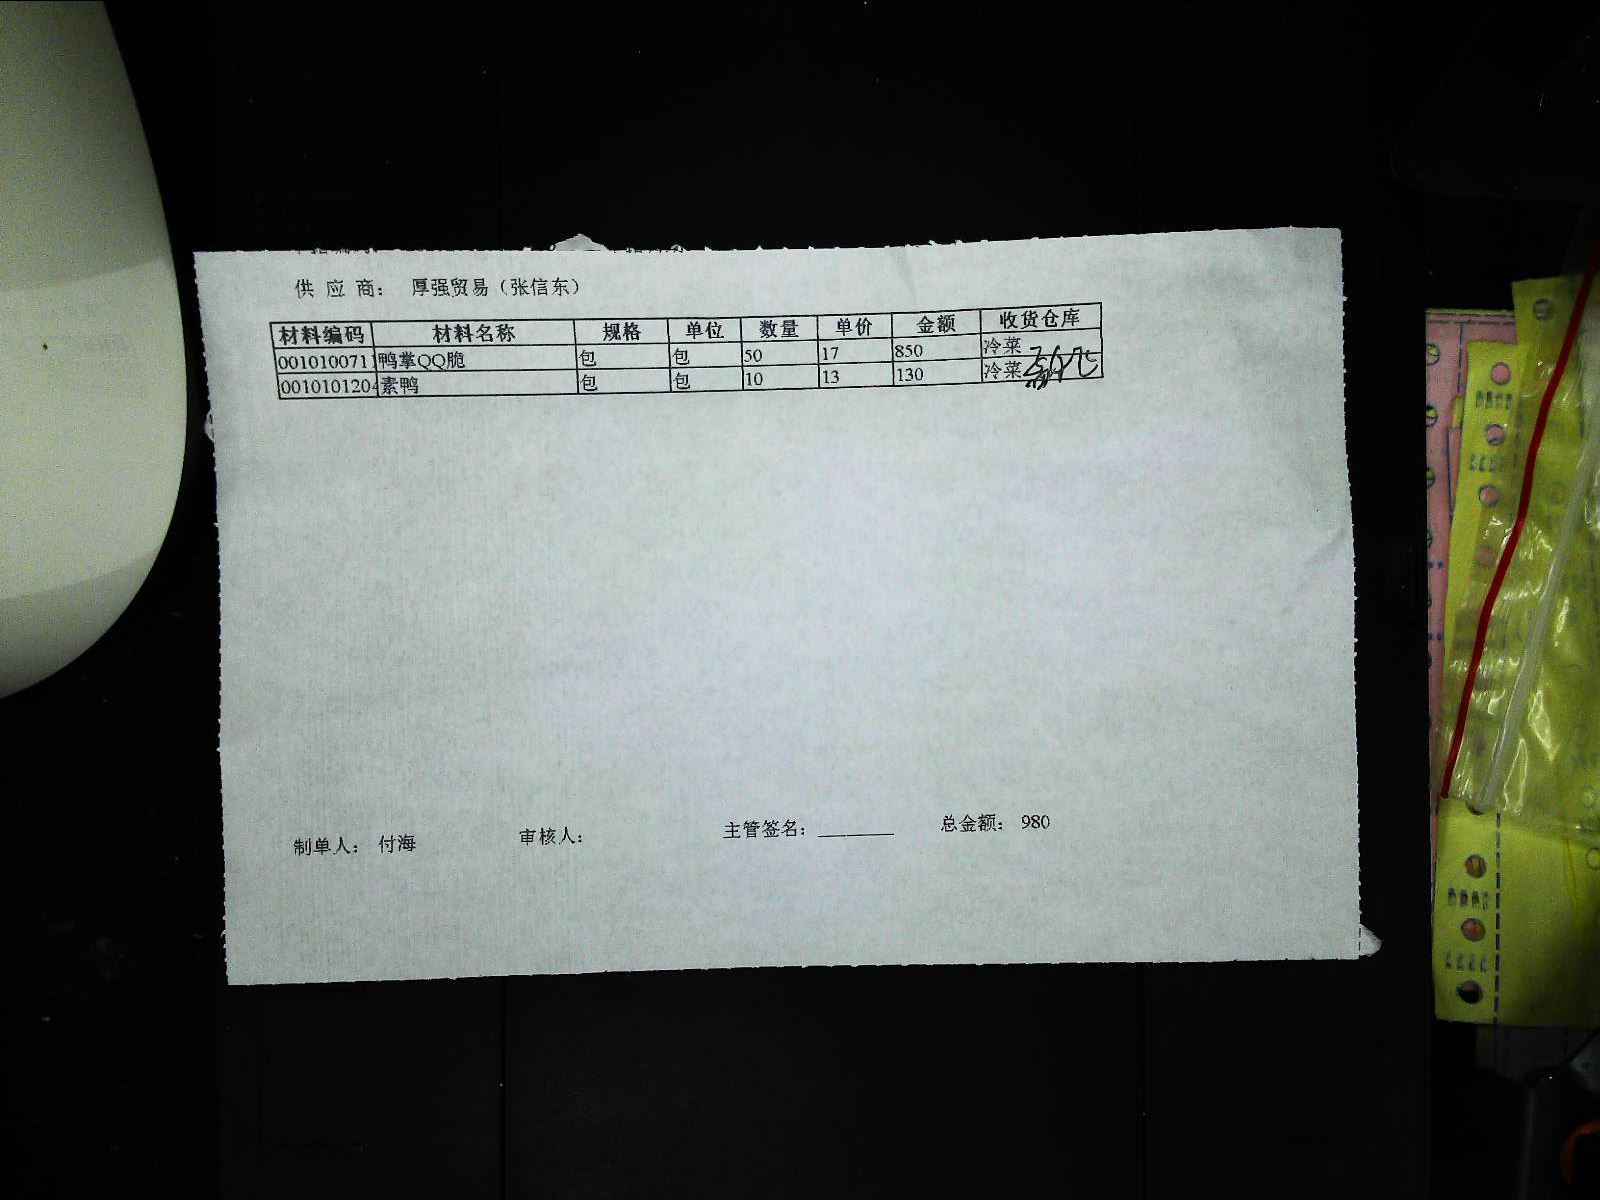 供 应 商： 厚强贸易（张信东）
材料编码 材料名称 规格 单位 数量 单价 金额 收货仓库
0010100711 鸭掌QQ脆 包 包 50 17 850 冷菜
001010120 素鸭 包 包 10 13 130 冷菜
制单人： 付海 审核人： 主管签名： 总金额： 980